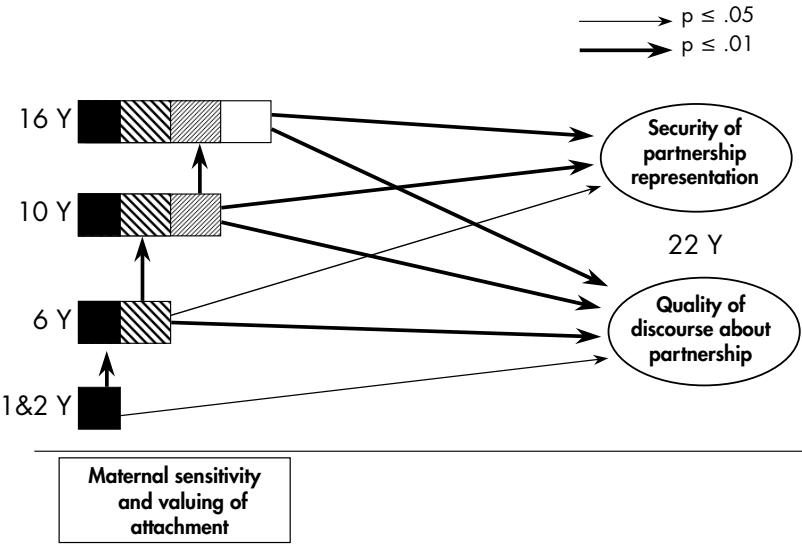 p ≤ .05
p ≤ .01
16 Y
Security of
partnership
representation
10 Y
22 Y
6 Y
Quality of
discourse about
partnership
1&2 Y
Maternal sensitivity
and valuing of
attachment